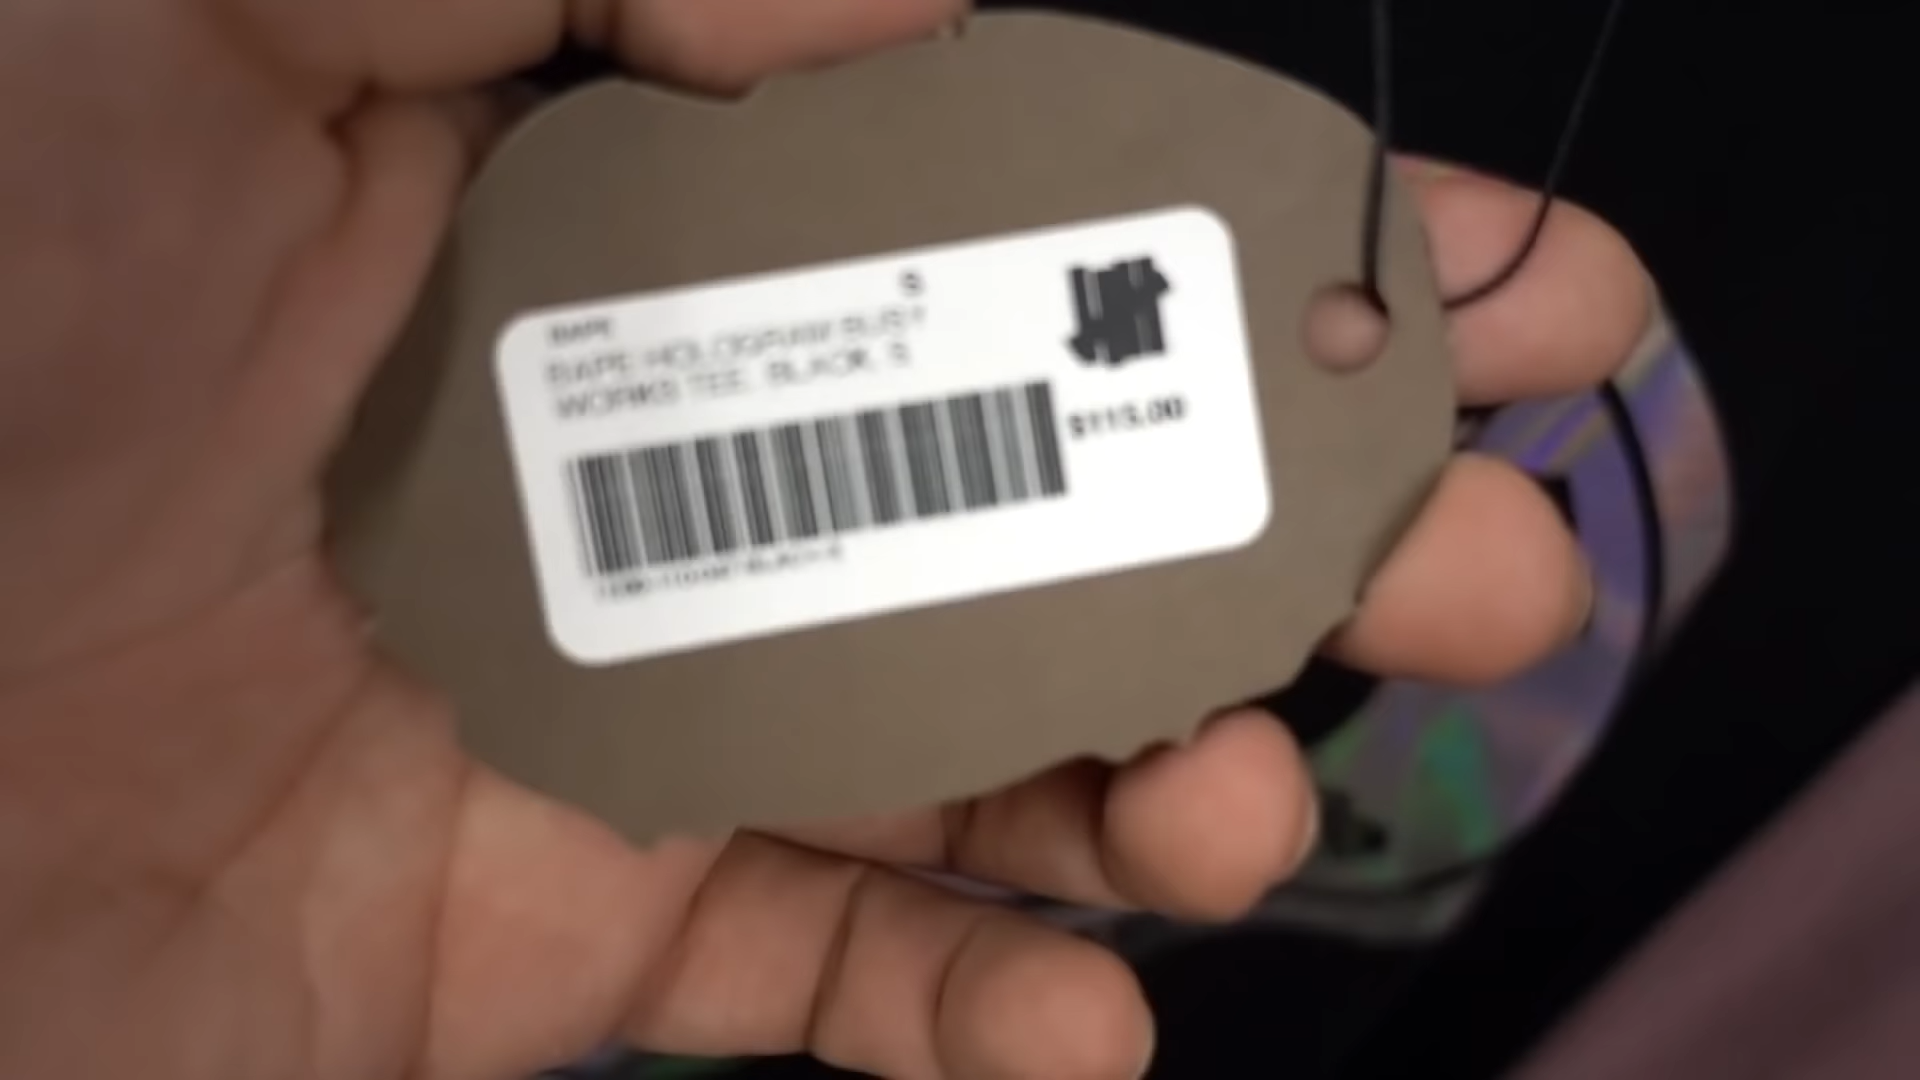 S
BAPE
BAPE HOLOGRAM BUSY
WORKS TEE, BLACK, S
$115.00